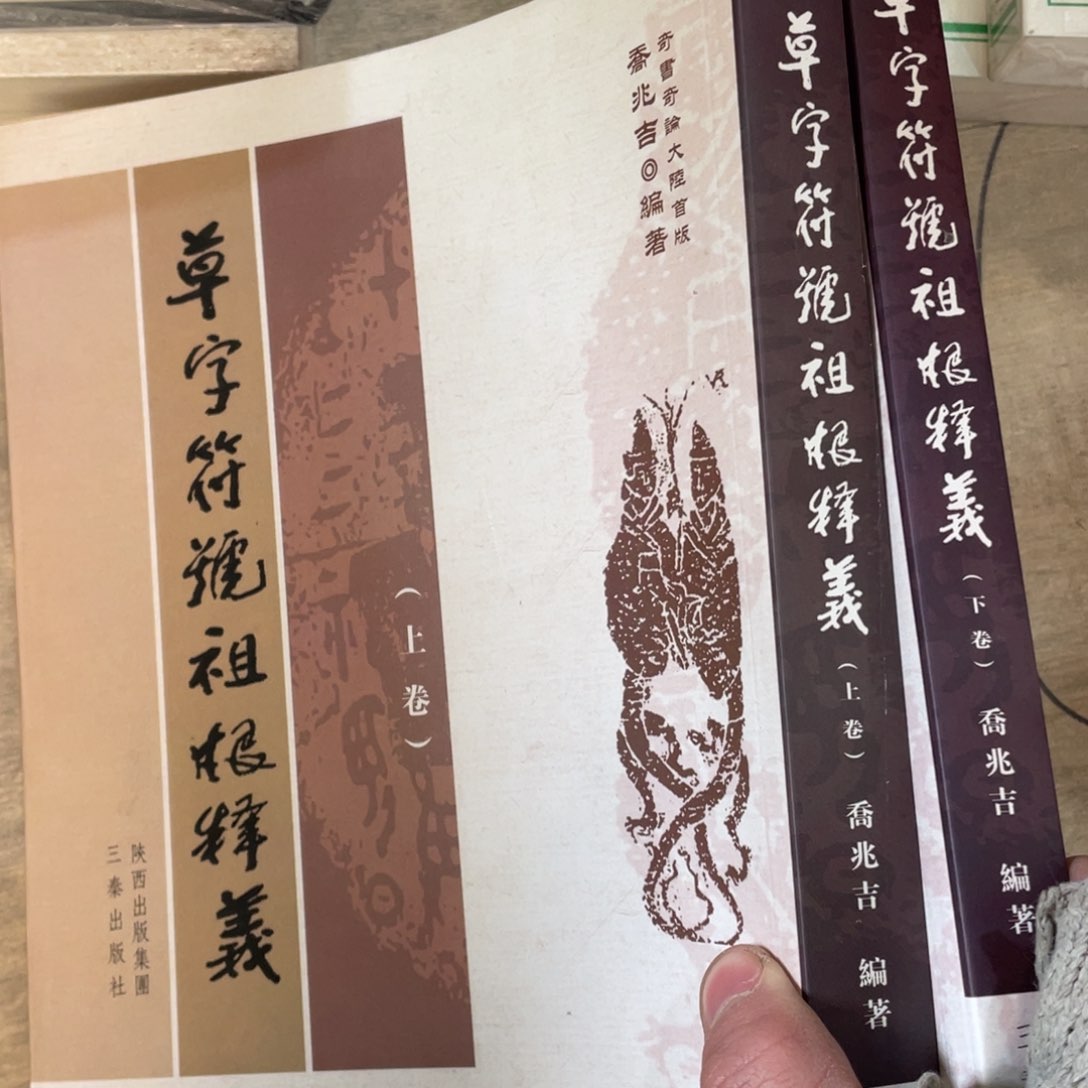 草字符號祖根釋義
（上卷）
奇書奇論大陸首版
喬兆吉◎編著
陝西出版集團
三秦出版社
草字符號祖根釋義（上卷）喬兆吉 編著
草字符號祖根釋義（下卷）喬兆吉 編著